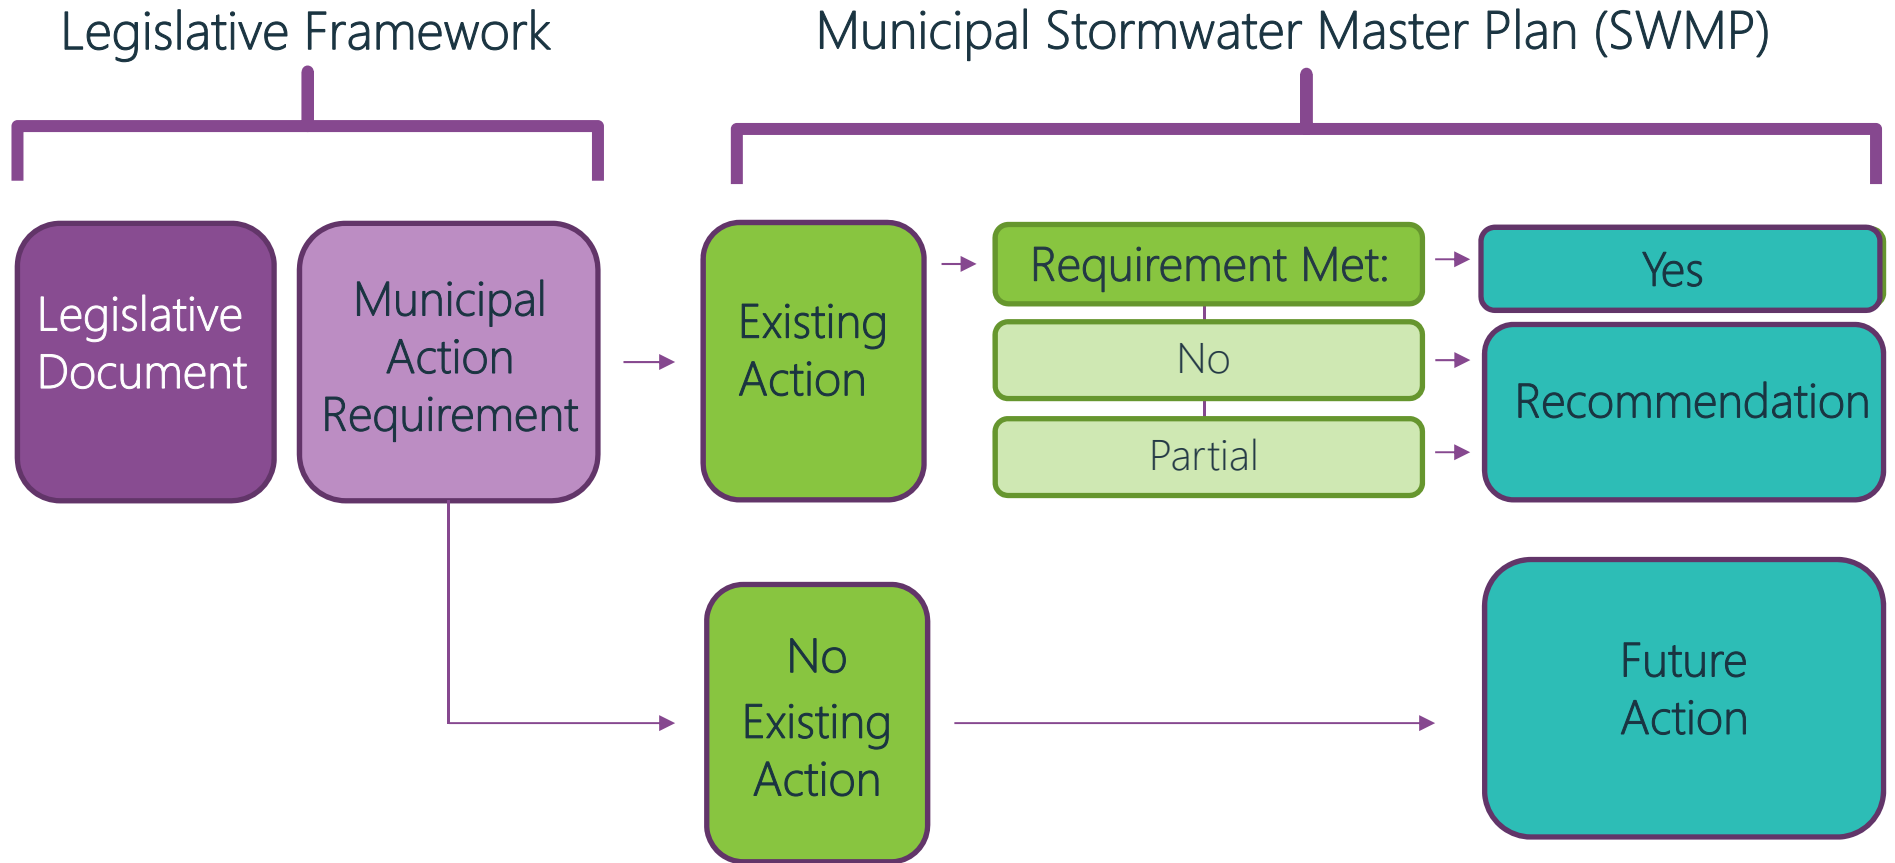 Legislative Framework
Municipal Stormwater Master Plan (SWMP)
Legislative
Document
Municipal
Action
Requirement
Existing
Action
Requirement Met:
Yes
No
Partial
Recommendation
No
Existing
Action
Future
Action